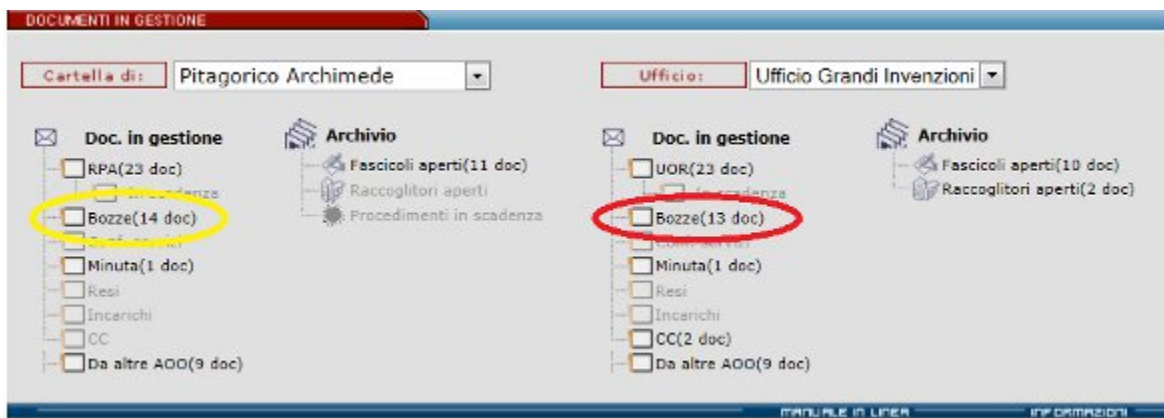 DOCUMENTI IN GESTIONE
Cartella di:
Pitagorico Archimede
Ufficio:
Ufficio Grandi Invenzioni
Doc. in gestione
RPA(23 doc)
In scadenza
Bozze(14 doc)
Conf. servizi
Minuta(1 doc)
Resi
Incarichi
CC
Da altre AOO(9 doc)
Archivio
Fascicoli aperti(11 doc)
Raccoglitori aperti
Procedimenti in scadenza
Doc. in gestione
UOR(23 doc)
In scadenza
Bozze(13 doc)
Conf. servizi
Minuta(1 doc)
Resi
Incarichi
CC(2 doc)
Da altre AOO(9 doc)
Archivio
Fascicoli aperti(10 doc)
Raccoglitori aperti(2 doc)
MANUALE IN LINEA
INFORMAZIONI